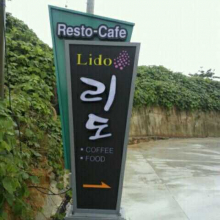 Resto-Cafe
Lido
리도
• COFFEE
• FOOD